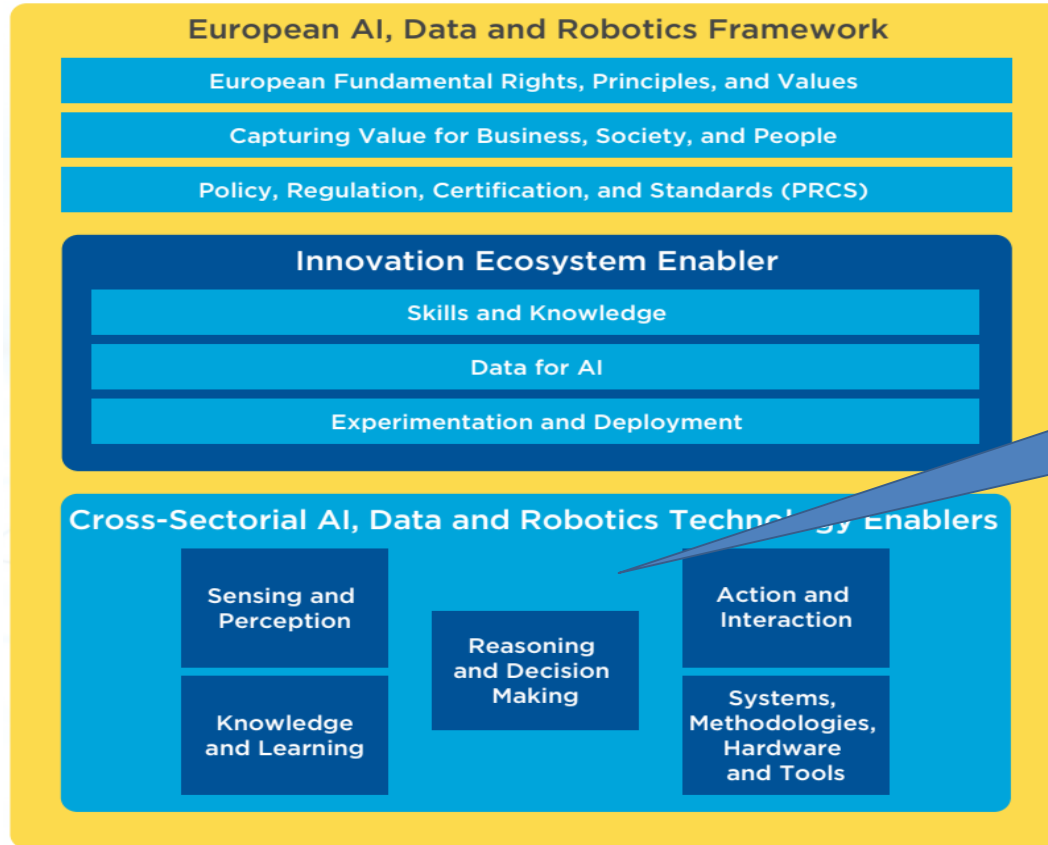 European AI, Data and Robotics Framework
European Fundamental Rights, Principles, and Values
Capturing Value for Business, Society, and People
Policy, Regulation, Certification, and Standards (PRCS)
Innovation Ecosystem Enabler
Skills and Knowledge
Data for AI
Experimentation and Deployment
Cross-Sectorial AI, Data and Robotics Technology Enablers
Sensing and
Perception
Knowledge
and Learning
Reasoning
and Decision
Making
Action and
Interaction
Systems,
Methodologies,
Hardware
and Tools